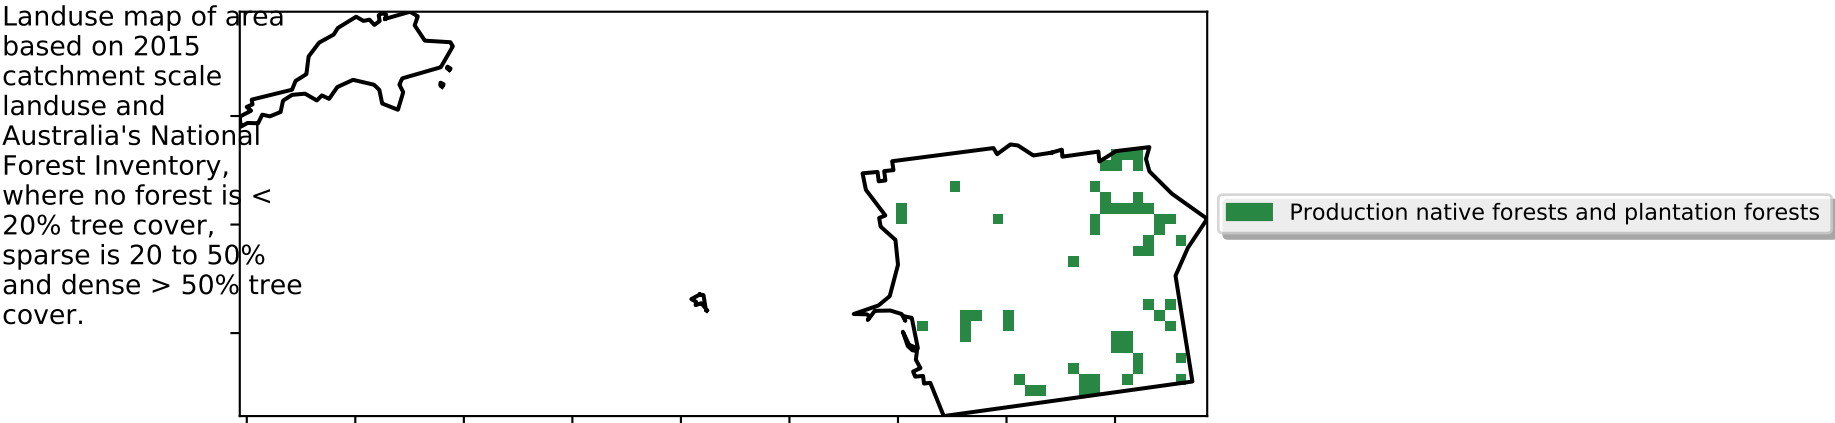 Landuse map of area
based on 2015
catchment scale
landuse and
Australia's National
Forest Inventory,
where no forest is <
20% tree cover,
sparse is 20 to 50%
and dense > 50% tree
cover.
Production native forests and plantation forests